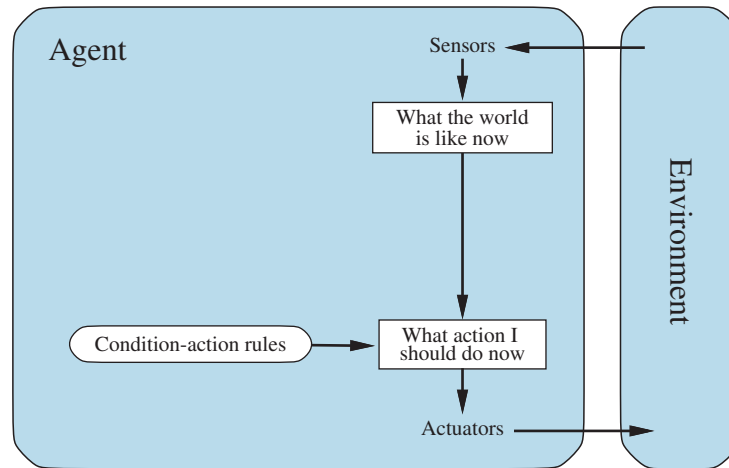 Agent
Sensors
What the world
is like now
Environment
Condition-action rules
What action I
should do now
Actuators